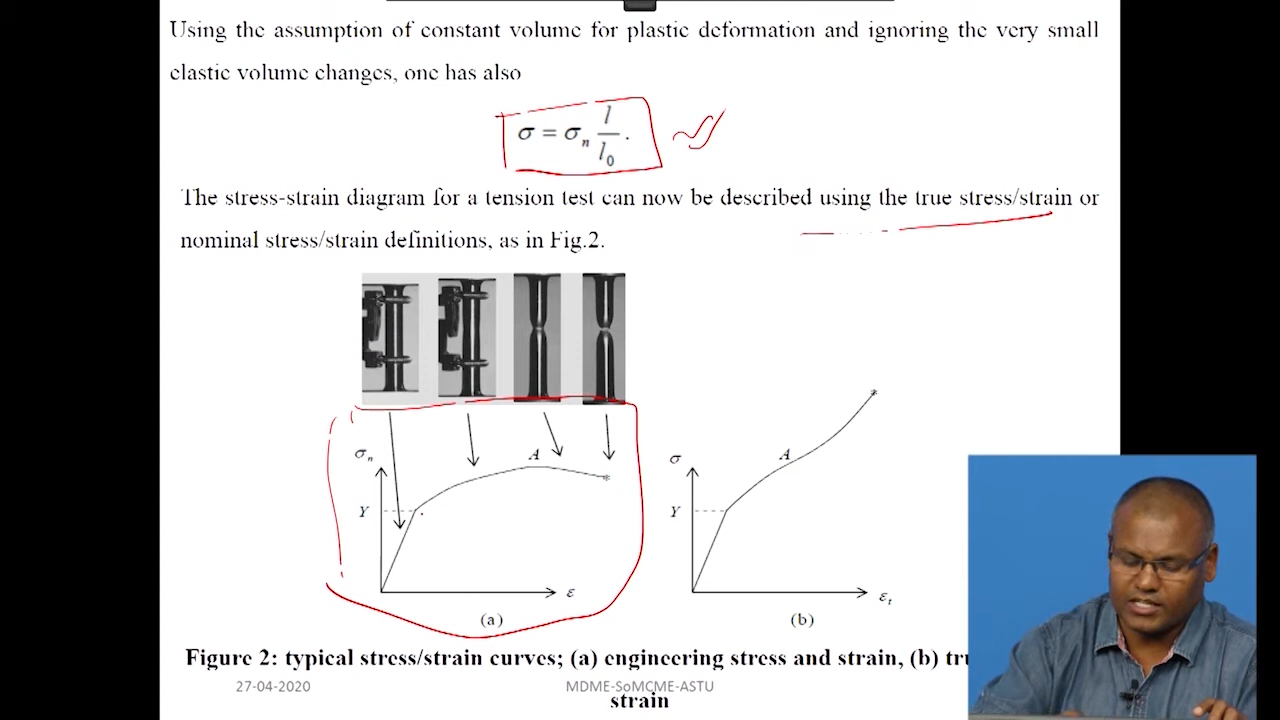 Using the assumption of constant volume for plastic deformation and ignoring the very small
elastic volume changes, one has also
σ = σₙ l / l₀ .
The stress-strain diagram for a tension test can now be described using the true stress/strain or
nominal stress/strain definitions, as in Fig.2.
σₙ A Y ε
(a)
σ A Y εₜ
(b)
Figure 2: typical stress/strain curves; (a) engineering stress and strain, (b)
27-04-2020 MDME-SoMCME-ASTU
strain